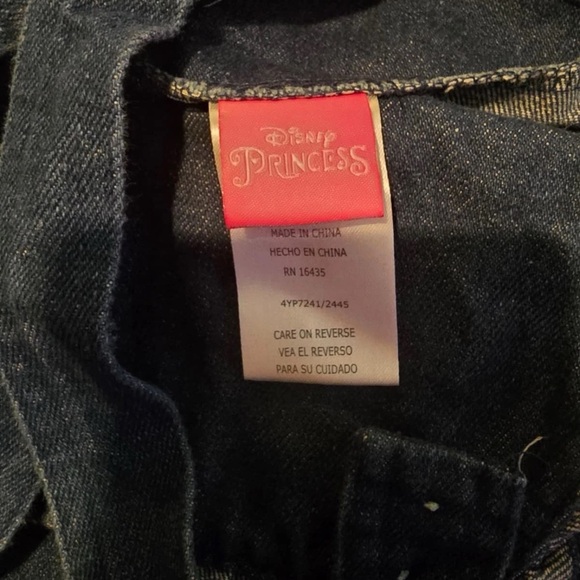 Disney
PRINCESS
MADE IN CHINA
HECHO EN CHINA
RN 16435
4YP7241/2445
CARE ON REVERSE
VEA EL REVERSO
PARA SU CUIDADO